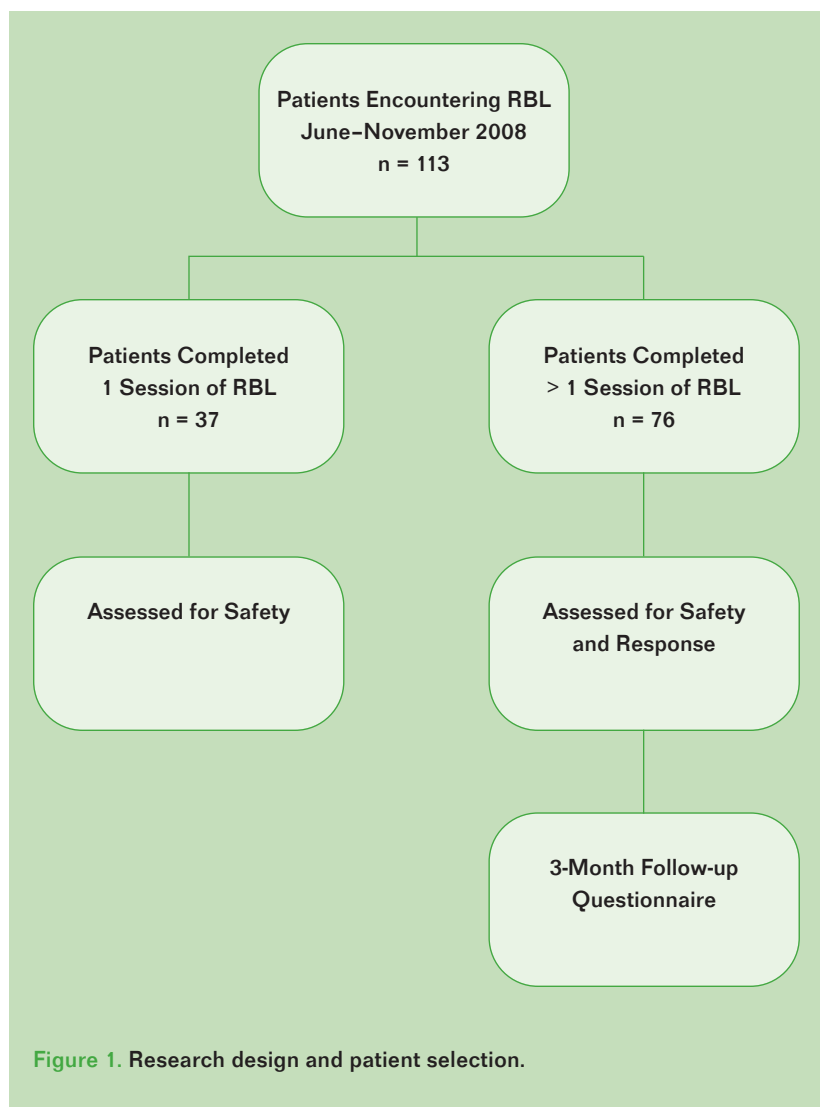 Patients Encountering RBL
June–November 2008
n = 113
Patients Completed
1 Session of RBL
n = 37
Patients Completed
> 1 Session of RBL
n = 76
Assessed for Safety
Assessed for Safety
and Response
3-Month Follow-up
Questionnaire
Figure 1. Research design and patient selection.